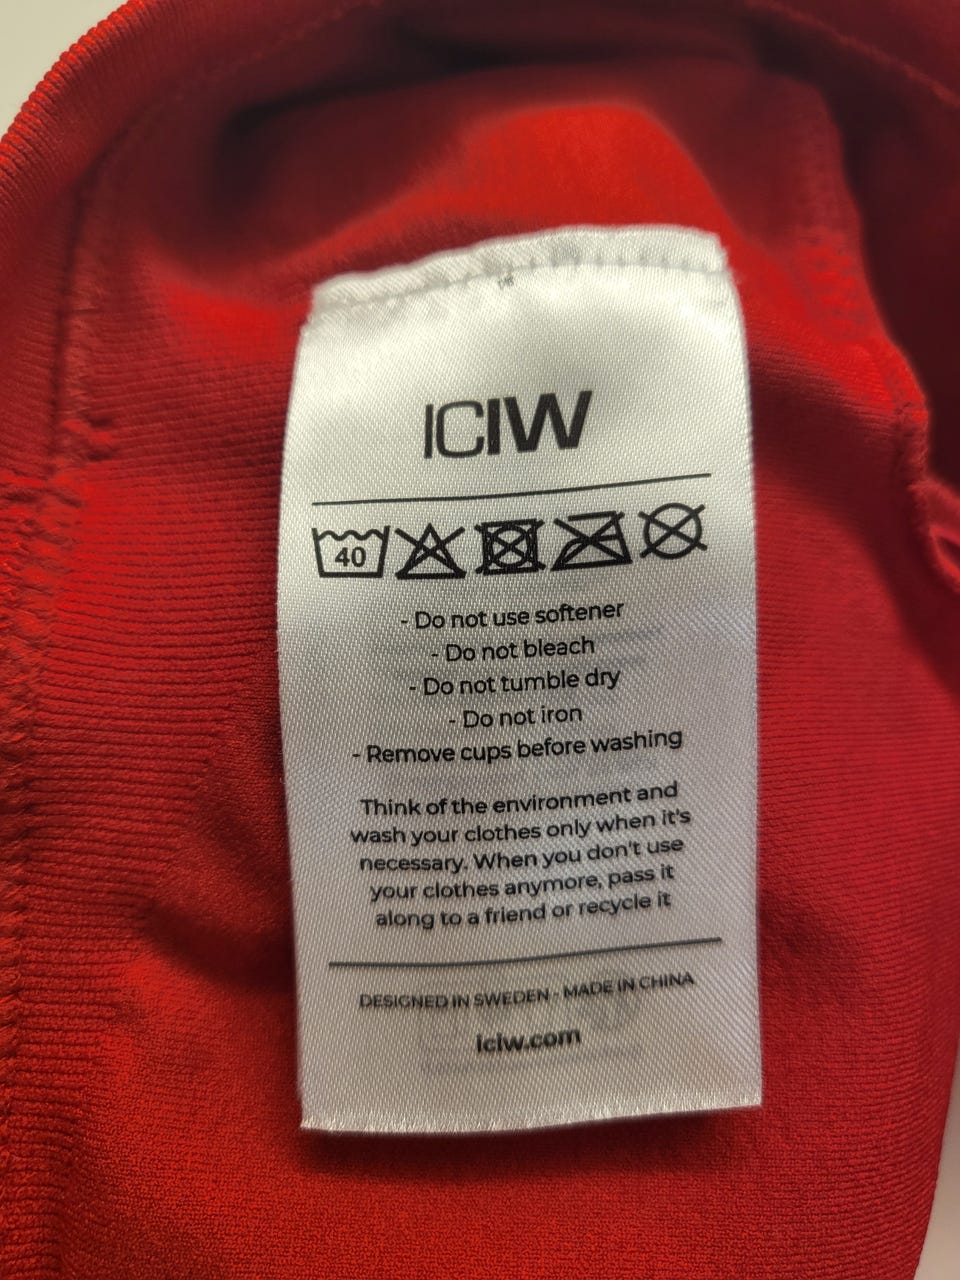 ICIW
40
- Do not use softener
- Do not bleach
- Do not tumble dry
- Do not iron
- Remove cups before washing
Think of the environment and
wash your clothes only when it's
necessary. When you don't use
your clothes anymore, pass it
along to a friend or recycle it
DESIGNED IN SWEDEN - MADE IN CHINA
iciw.com